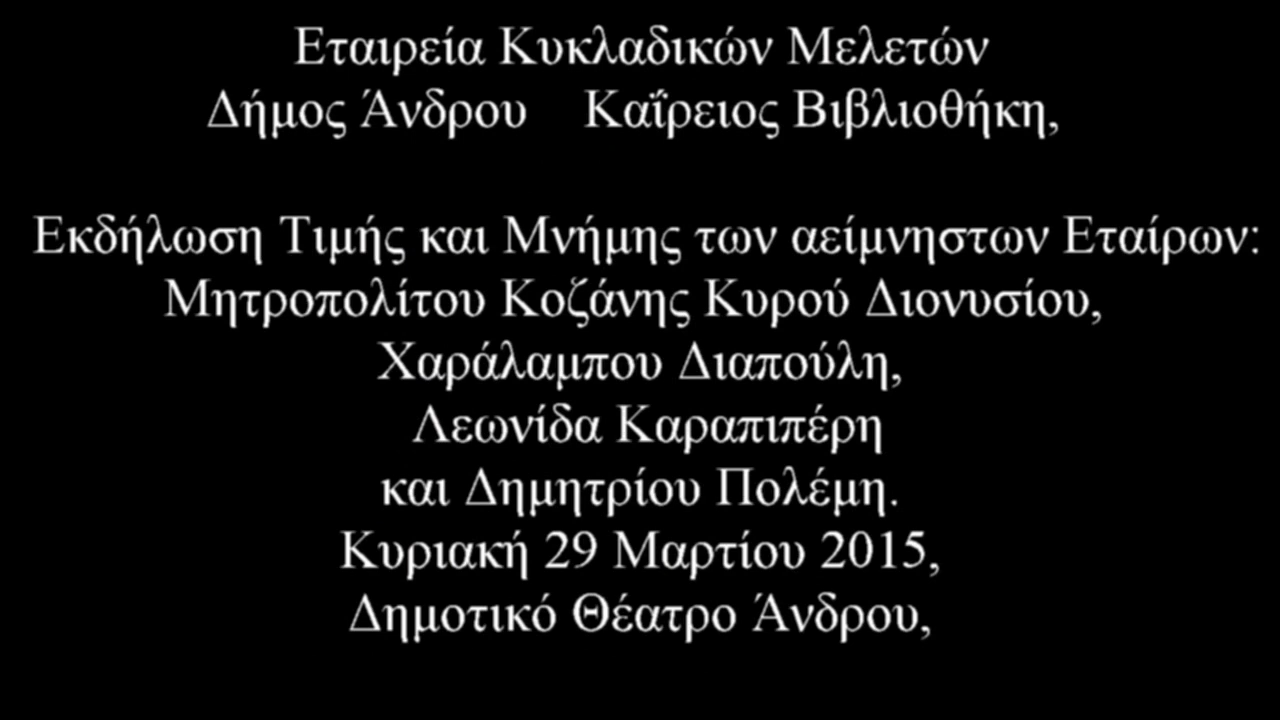 Εταιρεία Κυκλαδικών Μελετών
Δήμος Άνδρου Καΐρειος Βιβλιοθήκη,
Εκδήλωση Τιμής και Μνήμης των αείμνηστων Εταίρων:
Μητροπολίτου Κοζάνης Κυρού Διονυσίου,
Χαράλαμπου Διαπούλη,
Λεωνίδα Καραπιπέρη
και Δημητρίου Πολέμη.
Κυριακή 29 Μαρτίου 2015,
Δημοτικό Θέατρο Άνδρου,